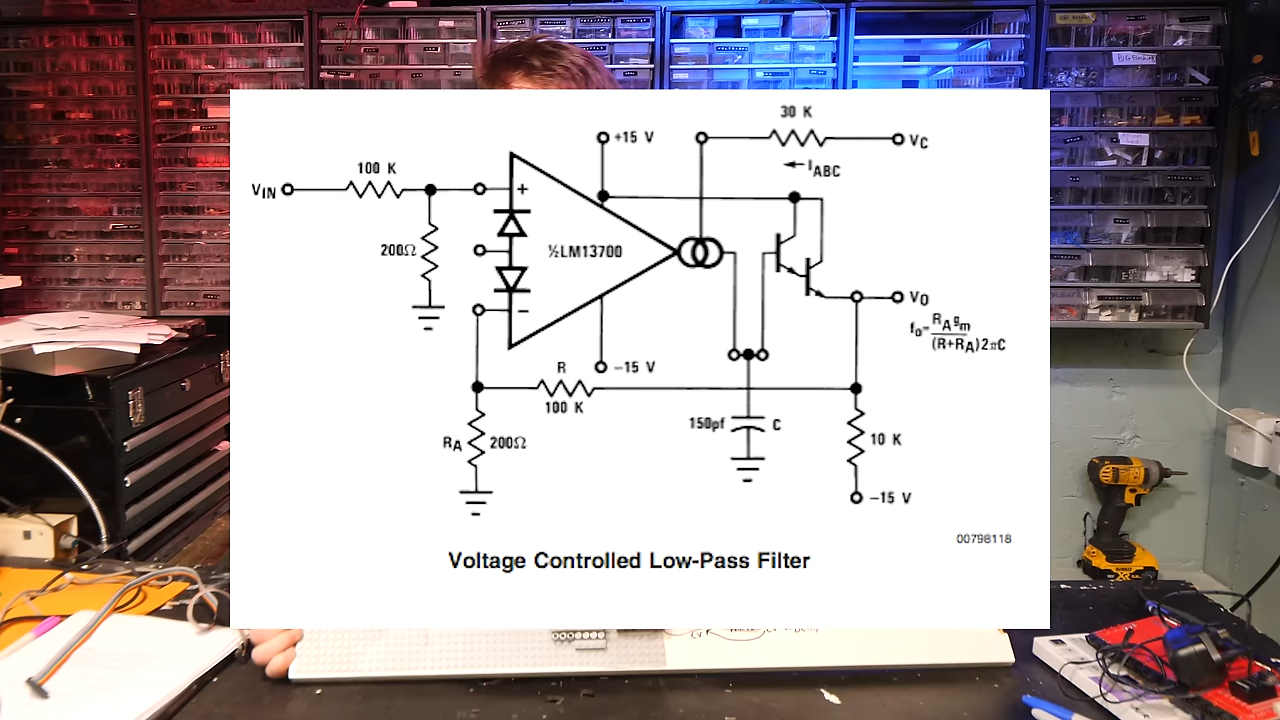 30 K
+15 V
VC
IABC
100 K
VIN
+
200Ω
½LM13700
−
VO
fo=RAgm/(R+RA)2πC
−15 V
R
100 K
150pf
C
RA
200Ω
10 K
−15 V
00798118
Voltage Controlled Low-Pass Filter